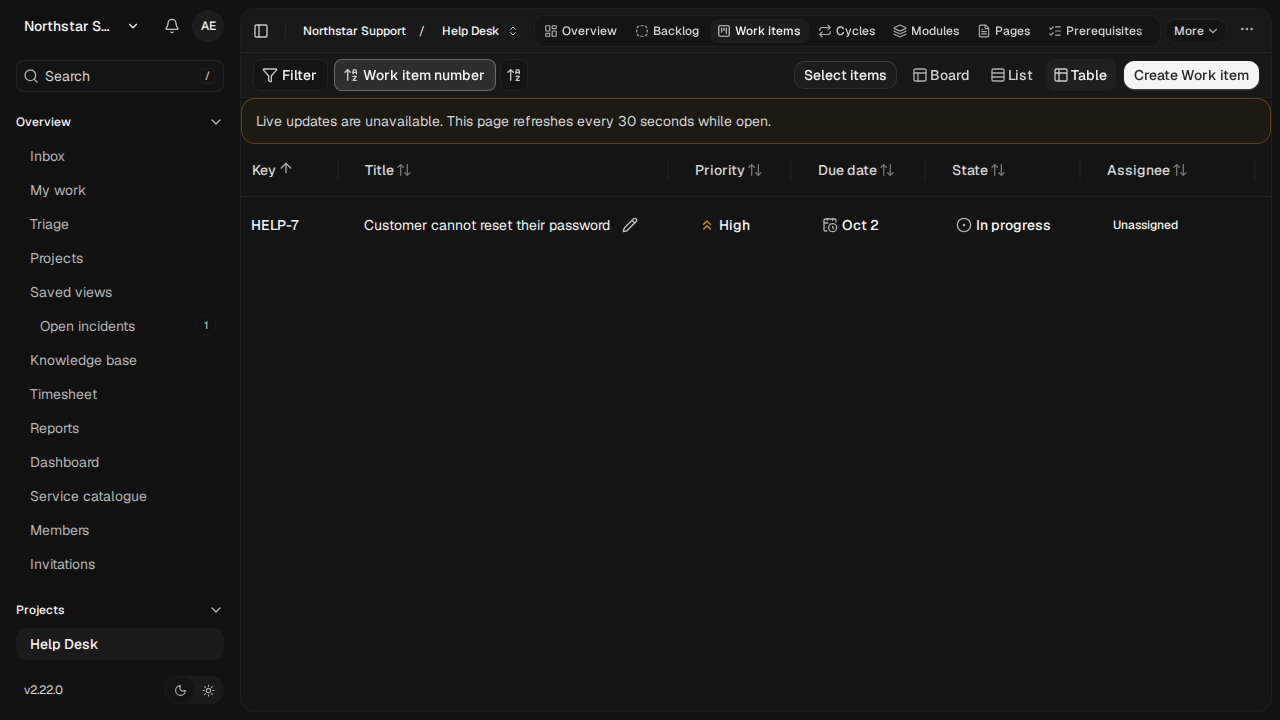 Northstar S...
AE
Search
/
Overview
Inbox
My work
Triage
Projects
Saved views
Open incidents
1
Knowledge base
Timesheet
Reports
Dashboard
Service catalogue
Members
Invitations
Projects
Help Desk
v2.22.0
Northstar Support / Help Desk
Overview Backlog Work items Cycles Modules Pages Prerequisites More
Filter Work item number Select items Board List Table Create Work item
Live updates are unavailable. This page refreshes every 30 seconds while open.
Key Title Priority Due date State Assignee
HELP-7 Customer cannot reset their password High Oct 2 In progress Unassigned